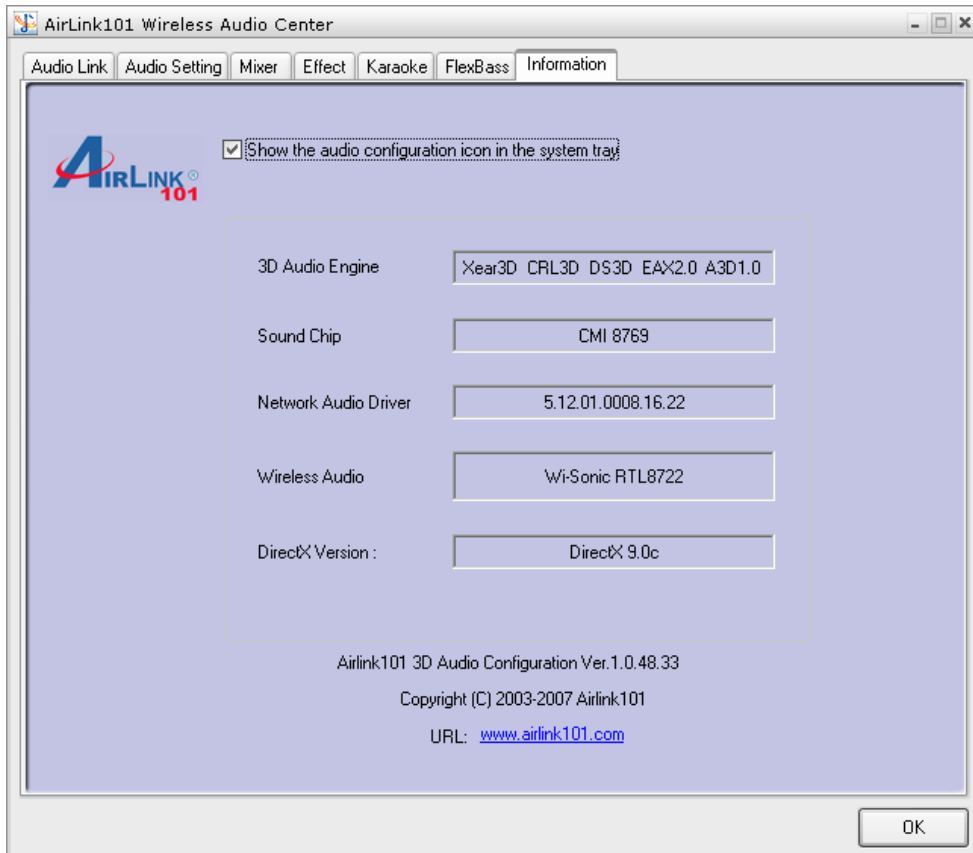 AirLink101 Wireless Audio Center
Audio Link Audio Setting Mixer Effect Karaoke FlexBass Information
AIRLINK® 101
Show the audio configuration icon in the system tray
3D Audio Engine Xear3D CRL3D DS3D EAX2.0 A3D1.0
Sound Chip CMI 8769
Network Audio Driver 5.12.01.0008.16.22
Wireless Audio Wi-Sonic RTL8722
DirectX Version : DirectX 9.0c
Airlink101 3D Audio Configuration Ver.1.0.48.33
Copyright (C) 2003-2007 Airlink101
URL: www.airlink101.com
OK